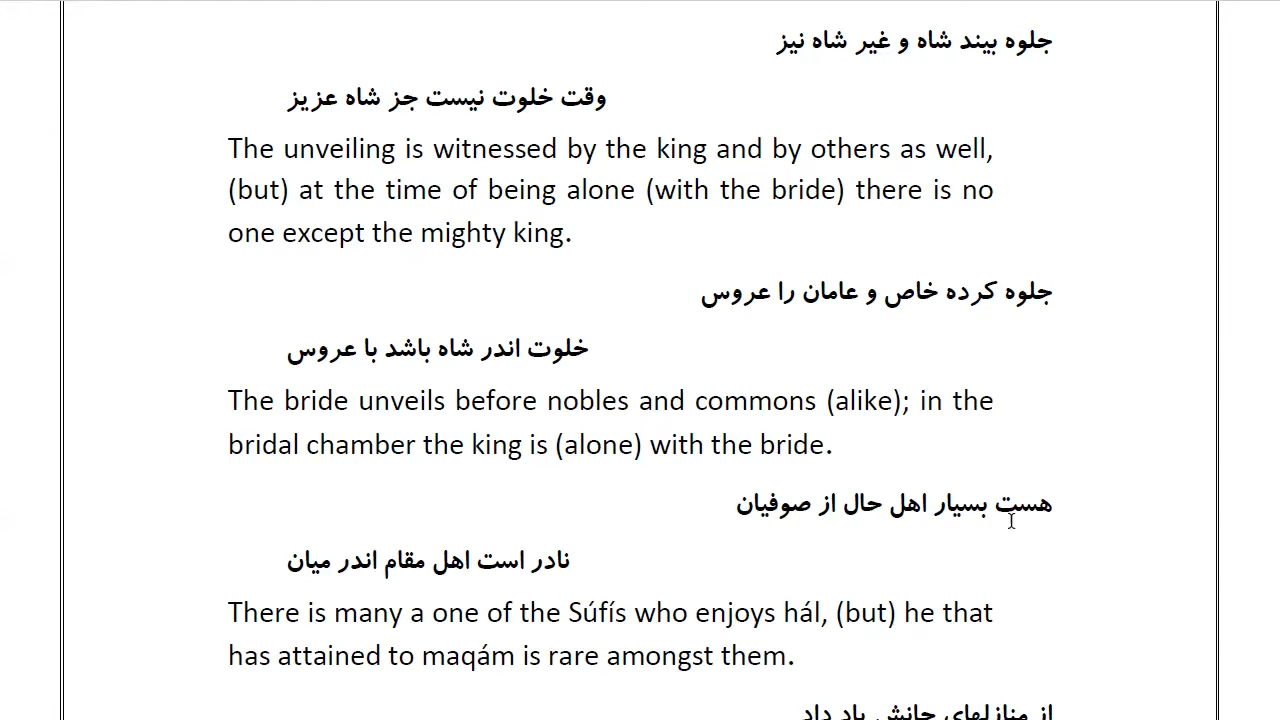 جلوه بیند شاه و غیر شاه نیز
وقت خلوت نیست جز شاه عزیز
The unveiling is witnessed by the king and by others as well,
(but) at the time of being alone (with the bride) there is no
one except the mighty king.
جلوه کرده خاص و عامان را عروس
خلوت اندر شاه باشد با عروس
The bride unveils before nobles and commons (alike); in the
bridal chamber the king is (alone) with the bride.
هست بسیار اهل حال از صوفیان
نادر است اهل مقام اندر میان
There is many a one of the Súfís who enjoys hál, (but) he that
has attained to maqám is rare amongst them.
از منازلهای جانش یاد داد